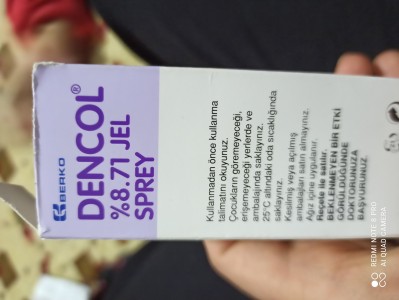 BERKO
DENCOL®
%8.71 JEL
SPREY
Kullanmadan önce kullanma
talimatını okuyunuz.
Çocukların göremeyeceği,
erişemeyeceği yerlerde ve
ambalajında saklayınız.
25°C altındaki oda sıcaklığında
saklayınız.
Kesilmiş veya açılmış
ambalajları satın almayınız.
Ağız içine uygulanır.
Reçete ile satılır.
BEKLENMEYEN BİR ETKİ
GÖRÜLDÜĞÜNDE
DOKTORUNUZA
BAŞVURUNUZ.
REDMI NOTE 8 PRO
AI QUAD CAMERA